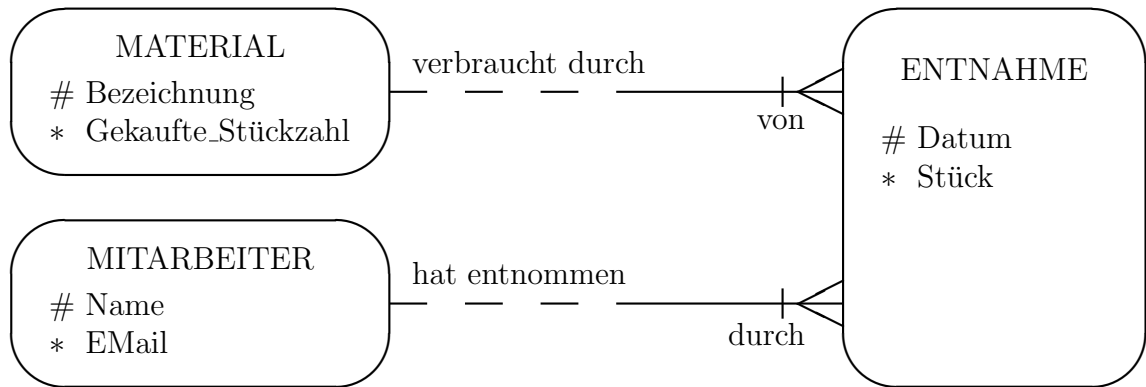 MATERIAL
# Bezeichnung
* Gekaufte_Stückzahl
verbraucht durch
von
ENTNAHME
# Datum
* Stück
MITARBEITER
# Name
* EMail
hat entnommen
durch